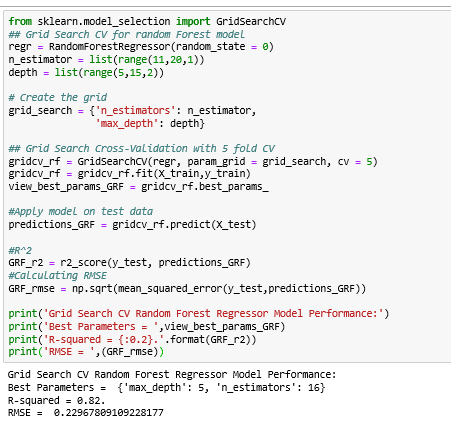 from sklearn.model_selection import GridSearchCV
## Grid Search CV for random Forest model
regr = RandomForestRegressor(random_state = 0)
n_estimator = list(range(11,20,1))
depth = list(range(5,15,2))
# Create the grid
grid_search = {'n_estimators': n_estimator,
'max_depth': depth}
## Grid Search Cross-Validation with 5 fold CV
gridcv_rf = GridSearchCV(regr, param_grid = grid_search, cv = 5)
gridcv_rf = gridcv_rf.fit(X_train,y_train)
view_best_params_GRF = gridcv_rf.best_params_
#Apply model on test data
predictions_GRF = gridcv_rf.predict(X_test)
#R^2
GRF_r2 = r2_score(y_test, predictions_GRF)
#Calculating RMSE
GRF_rmse = np.sqrt(mean_squared_error(y_test,predictions_GRF))
print('Grid Search CV Random Forest Regressor Model Performance:')
print('Best Parameters = ',view_best_params_GRF)
print('R-squared = {:0.2}.'.format(GRF_r2))
print('RMSE = ',(GRF_rmse))
Grid Search CV Random Forest Regressor Model Performance:
Best Parameters =  {'max_depth': 5, 'n_estimators': 16}
R-squared = 0.82.
RMSE =  0.22967809109228177